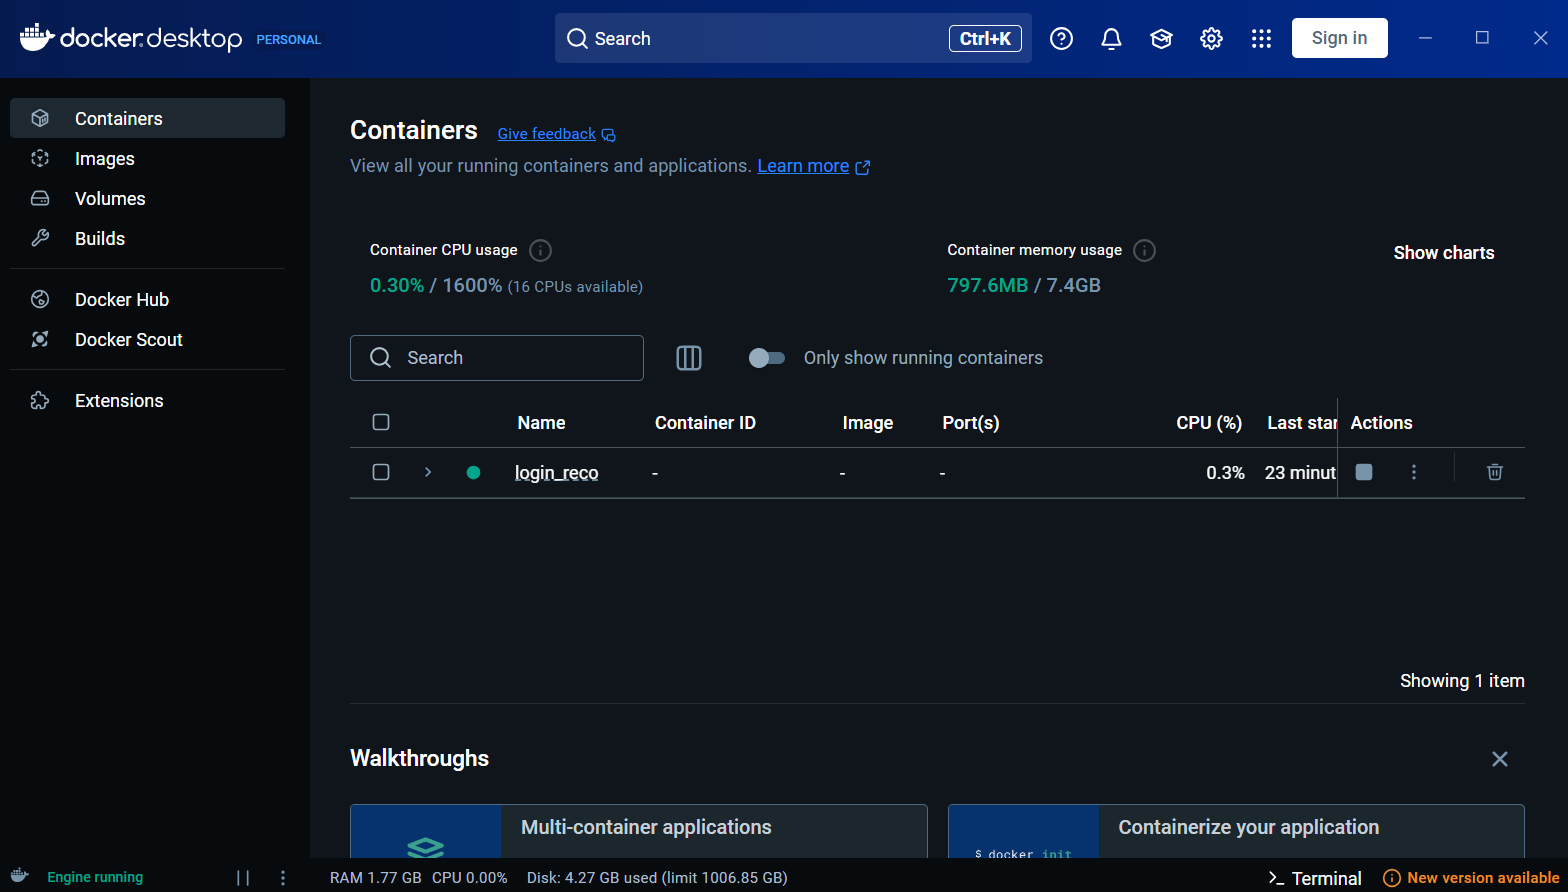 docker.desktop PERSONAL
Search Ctrl+K
Sign in
Containers
Images
Volumes
Builds
Docker Hub
Docker Scout
Extensions
Containers Give feedback
View all your running containers and applications. Learn more
Container CPU usage
0.30% / 1600% (16 CPUs available)
Container memory usage
797.6MB / 7.4GB
Show charts
Search
Only show running containers
Name Container ID Image Port(s) CPU (%) Last star Actions
login_reco - - - 0.3% 23 minut
Showing 1 item
Walkthroughs
Multi-container applications
$ docker init
Containerize your application
Engine running RAM 1.77 GB CPU 0.00% Disk: 4.27 GB used (limit 1006.85 GB) Terminal New version available